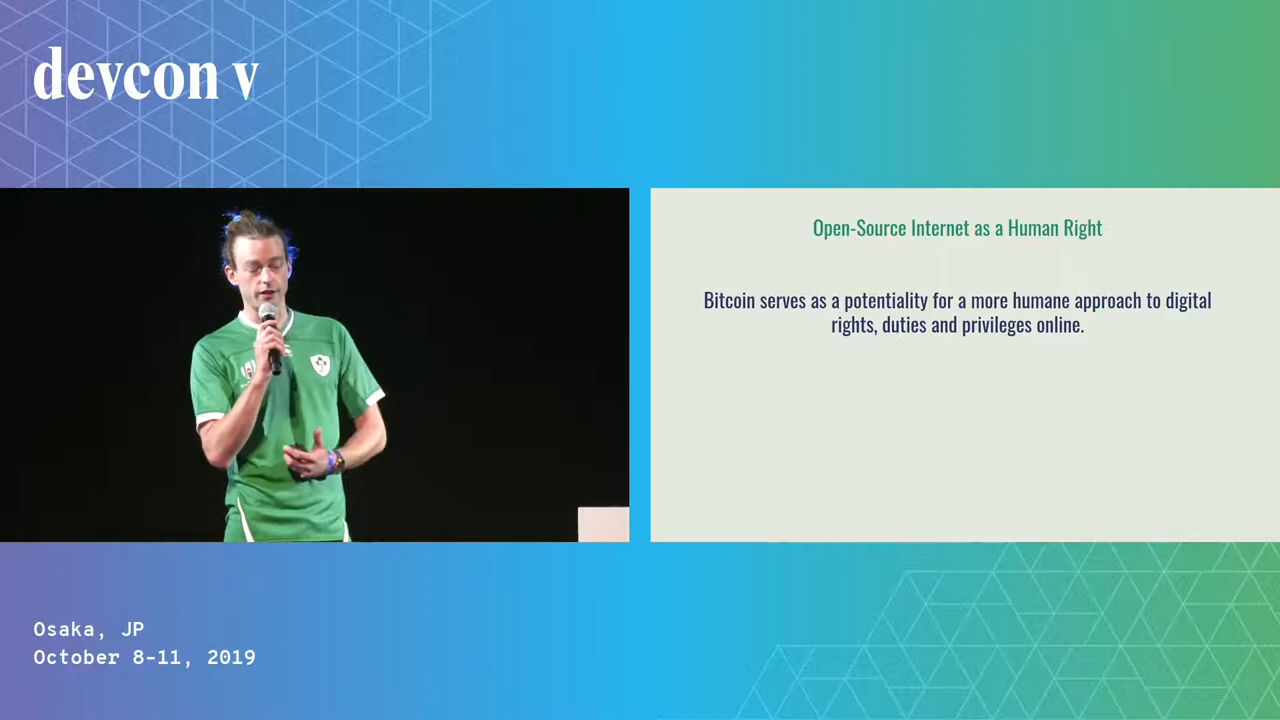 devcon v
Open-Source Internet as a Human Right
Bitcoin serves as a potentiality for a more humane approach to digital
rights, duties and privileges online.
Osaka, JP
October 8-11, 2019